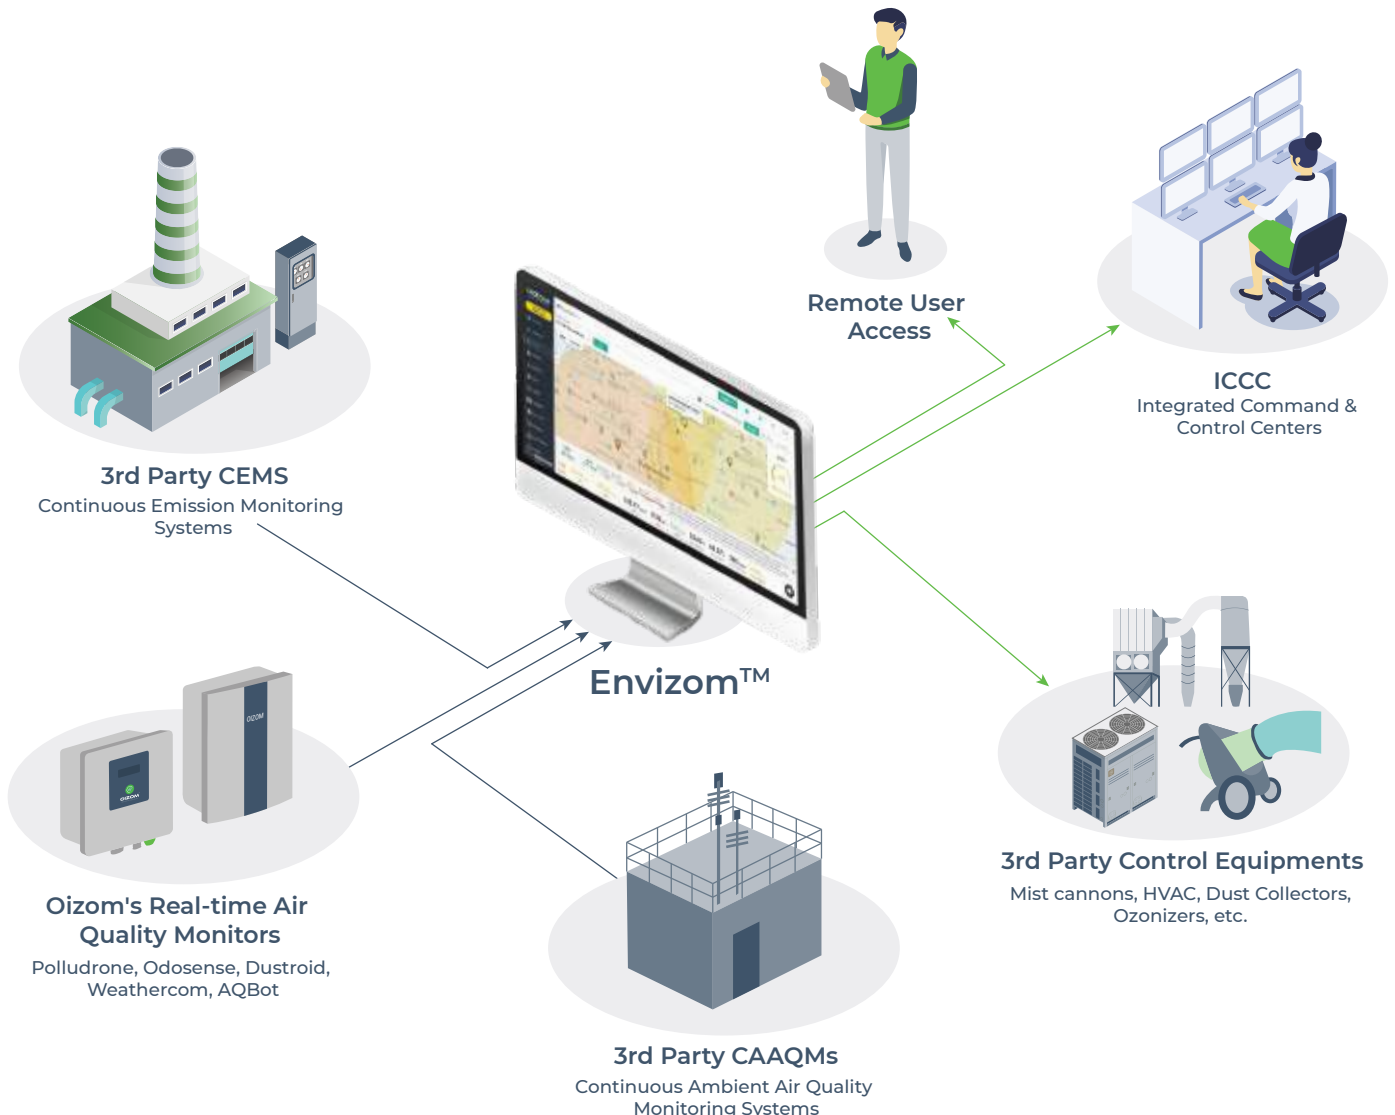 Remote User
Access
ICCC
Integrated Command &
Control Centers
3rd Party CEMS
Continuous Emission Monitoring
Systems
Envizom™
OIZOM
OIZOM
Oizom's Real-time Air
Quality Monitors
Polludrone, Odosense, Dustroid,
Weathercom, AQBot
3rd Party Control Equipments
Mist cannons, HVAC, Dust Collectors,
Ozonizers, etc.
3rd Party CAAQMs
Continuous Ambient Air Quality
Monitoring Systems